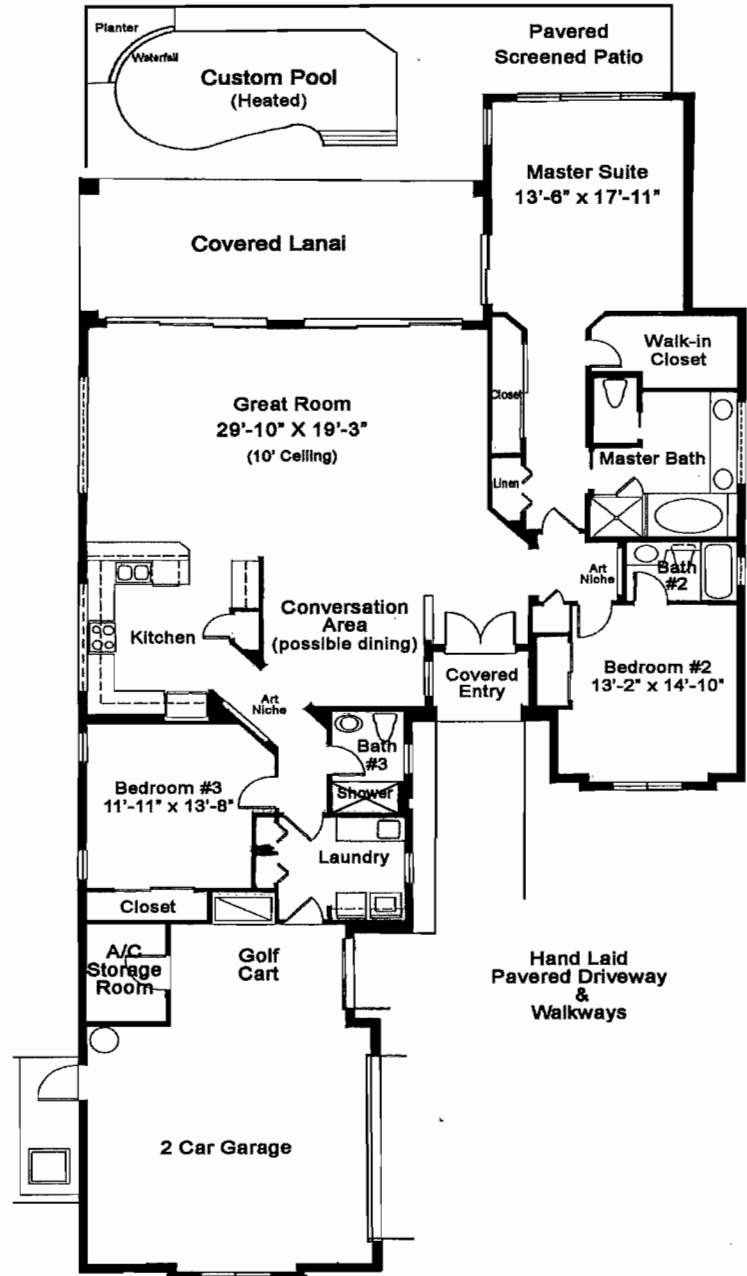 Planter
Waterfall
Custom Pool
(Heated)
Pavered
Screened Patio
Master Suite
13'-6" x 17'-11"
Covered Lanai
Walk-in
Closet
Closet
Great Room
29'-10" X 19'-3"
(10' Ceiling)
Master Bath
Linen
Art
Niche
Bath
#2
Kitchen
Conversation
Area
(possible dining)
Covered
Entry
Bedroom #2
13'-2" x 14'-10"
Art
Niche
Bath
#3
Shower
Bedroom #3
11'-11" x 13'-8"
Laundry
Closet
A/C
Storage
Room
Golf
Cart
Hand Laid
Pavered Driveway
&
Walkways
2 Car Garage